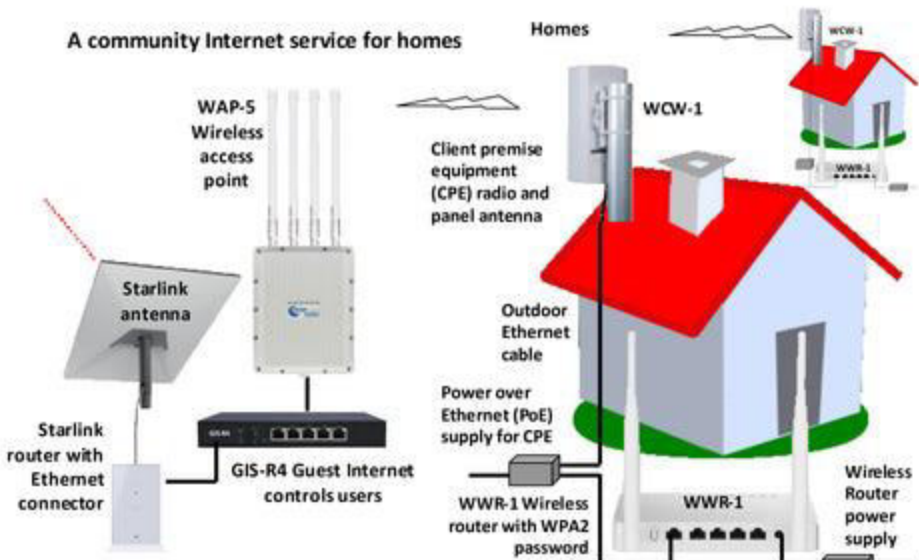 A community Internet service for homes
Homes
WCW-1
WAP-5
Wireless
access
point
WCW-1
Client premise
equipment
(CPE) radio and
panel antenna
WWR-1
Starlink
antenna
Outdoor
Ethernet
cable
Power over
Ethernet (PoE)
supply for CPE
Starlink
router with
Ethernet
connector
GIS-R4 Guest Internet
controls users
WWR-1 Wireless
router with WPA2
password
WWR-1
Wireless
Router
power
supply